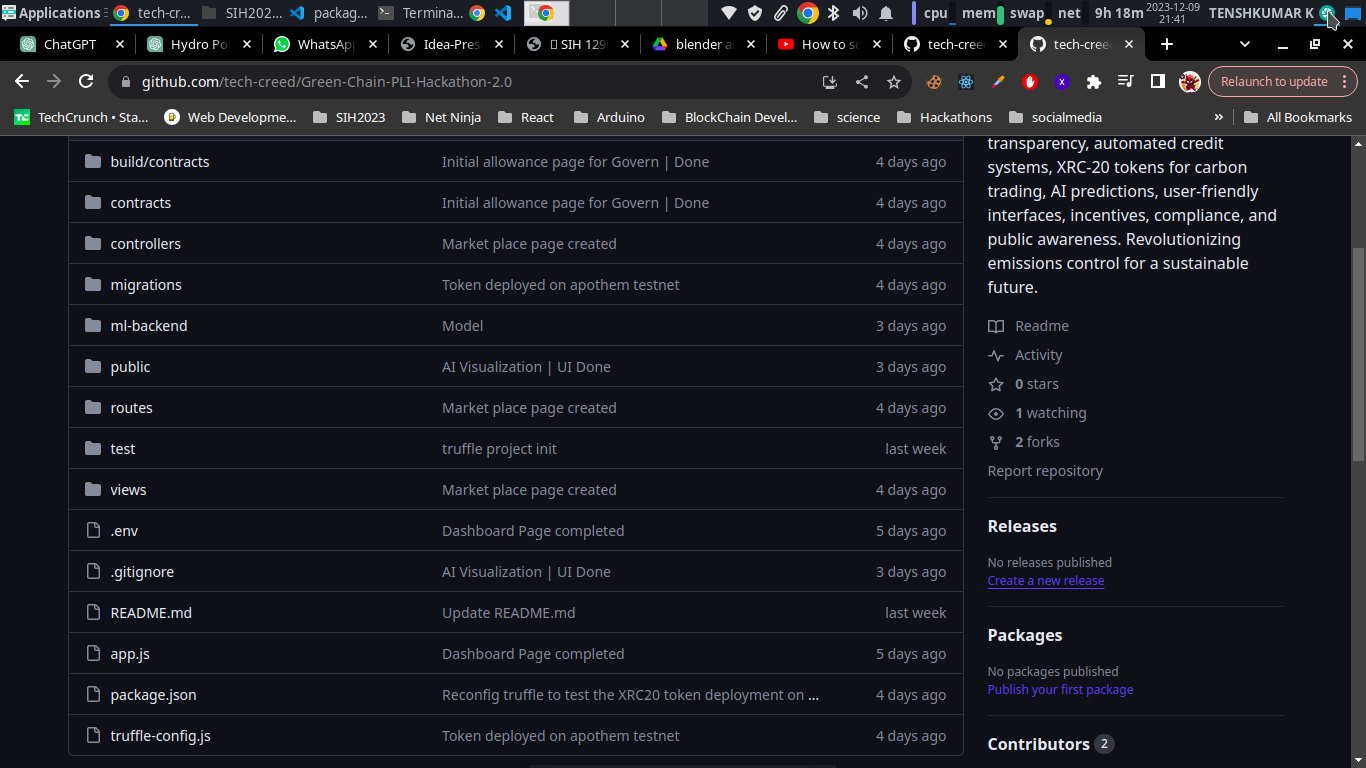 Applications
tech-cr...
SIH202...
packag...
Termina...
cpu
mem
swap
net
9h 18m
2023-12-09
21:41
TENSHKUMAR K
ChatGPT
Hydro Po
WhatsAp
Idea-Pres
SIH 129
blender a
How to s
tech-cree
tech-cree
github.com/tech-creed/Green-Chain-PLI-Hackathon-2.0
Relaunch to update
TechCrunch • Sta...
Web Developme...
SIH2023
Net Ninja
React
Arduino
BlockChain Devel...
science
Hackathons
socialmedia
»
All Bookmarks
build/contracts Initial allowance page for Govern | Done 4 days ago
contracts Initial allowance page for Govern | Done 4 days ago
controllers Market place page created 4 days ago
migrations Token deployed on apothem testnet 4 days ago
ml-backend Model 3 days ago
public AI Visualization | UI Done 3 days ago
routes Market place page created 4 days ago
test truffle project init last week
views Market place page created 4 days ago
.env Dashboard Page completed 5 days ago
.gitignore AI Visualization | UI Done 3 days ago
README.md Update README.md last week
app.js Dashboard Page completed 5 days ago
package.json Reconfig truffle to test the XRC20 token deployment on ... 4 days ago
truffle-config.js Token deployed on apothem testnet 4 days ago
transparency, automated credit
systems, XRC-20 tokens for carbon
trading, AI predictions, user-friendly
interfaces, incentives, compliance, and
public awareness. Revolutionizing
emissions control for a sustainable
future.
Readme
Activity
0 stars
1 watching
2 forks
Report repository
Releases
No releases published
Create a new release
Packages
No packages published
Publish your first package
Contributors 2